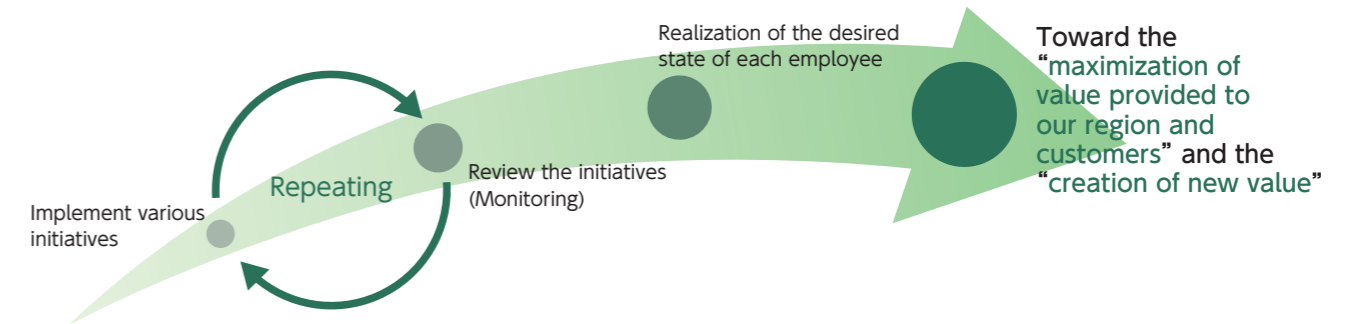 Implement various
initiatives
Repeating
Review the initiatives
(Monitoring)
Realization of the desired
state of each employee
Toward the
“maximization of
value provided to
our region and
customers” and the
“creation of new value”